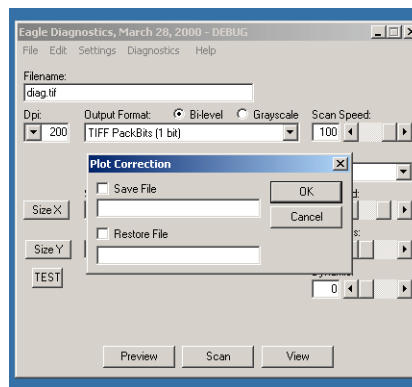 Eagle Diagnostics, March 28, 2000 - DEBUG
File Edit Settings Diagnostics Help
Filename:
diag.tif
Dpi: Output Format: Bi-level Grayscale Scan Speed:
200 TIFF PackBits (1 bit) 100
Plot Correction
Save File OK
Size X Cancel
Restore File
Size Y
TEST
0
Preview Scan View